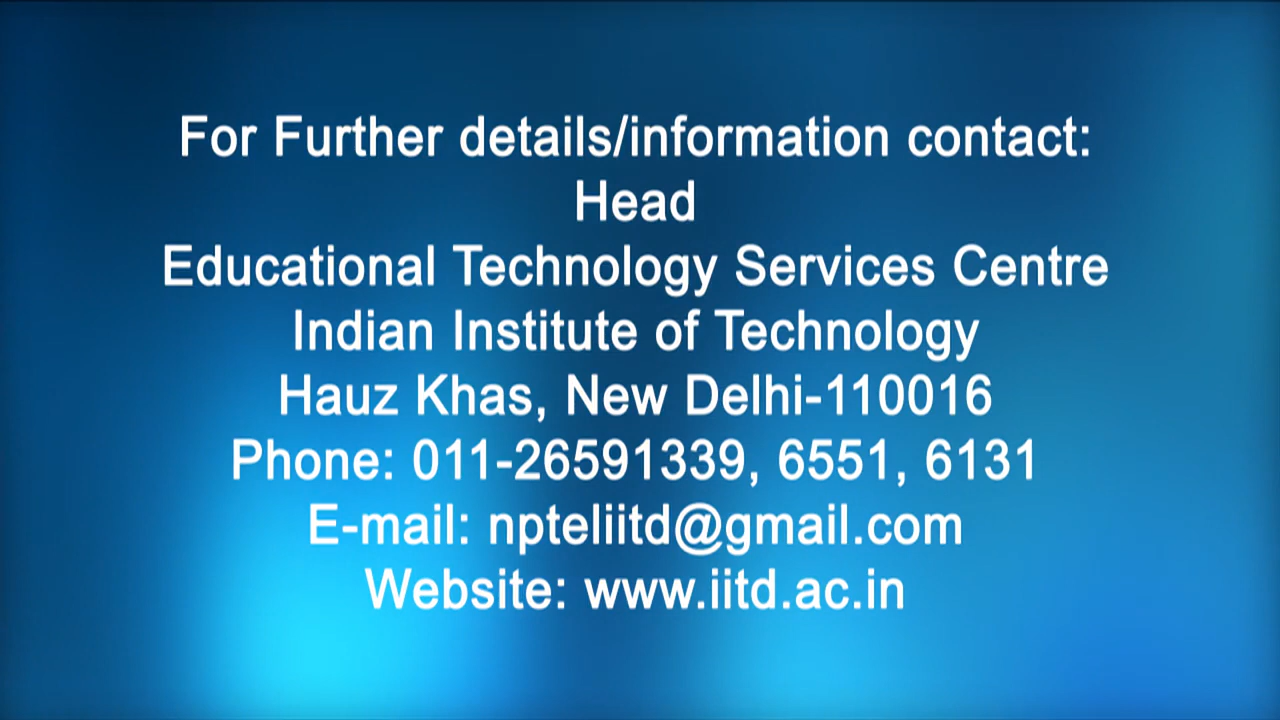 For Further details/information contact:
Head
Educational Technology Services Centre
Indian Institute of Technology
Hauz Khas, New Delhi-110016
Phone: 011-26591339, 6551, 6131
E-mail: npteliitd@gmail.com
Website: www.iitd.ac.in